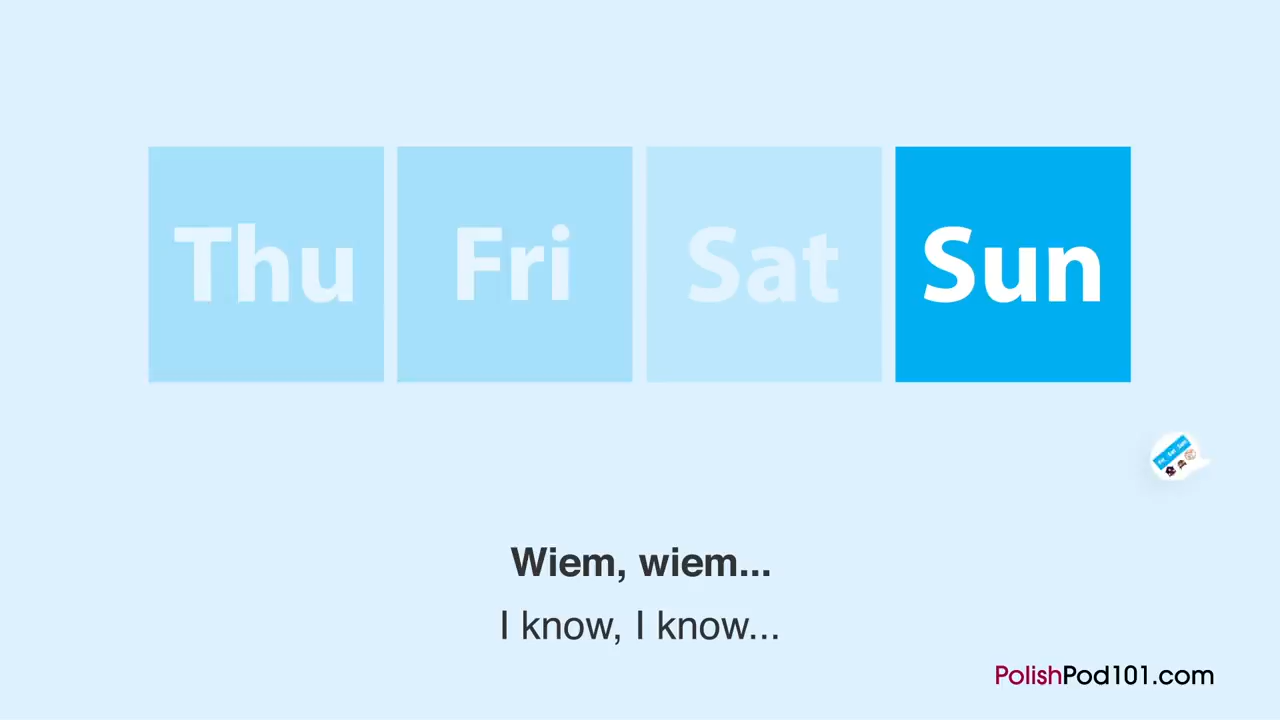 Thu Fri Sat Sun
Wiem, wiem...
I know, I know...
PolishPod101.com